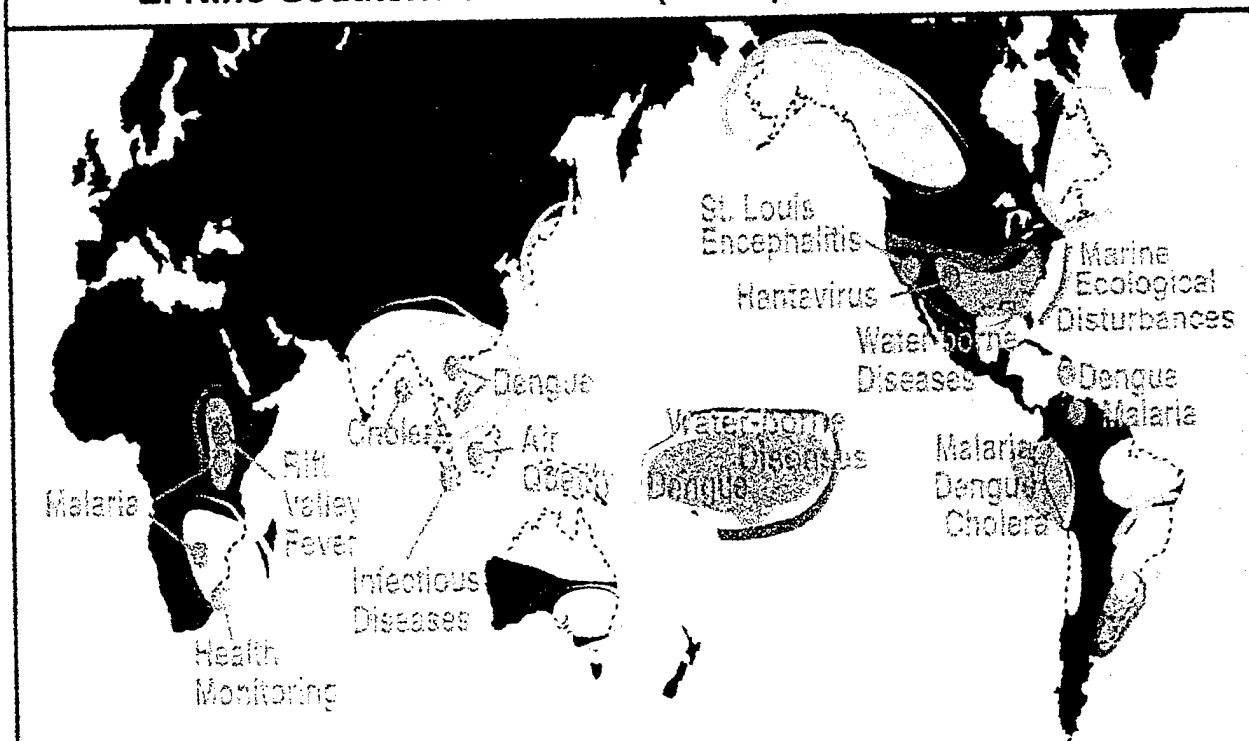 St. Louis
Encephalitis
Hantavirus
Marine
Ecological
Disturbances
Water-borne
Diseases
Dengue
Malaria
Dengue
Cholera
Air
Quality
Water-borne
Diseases
Dengue
Malaria
Dengue
Cholera
Malaria
Rift
Valley
Fever
Infectious
Diseases
Health
Monitoring